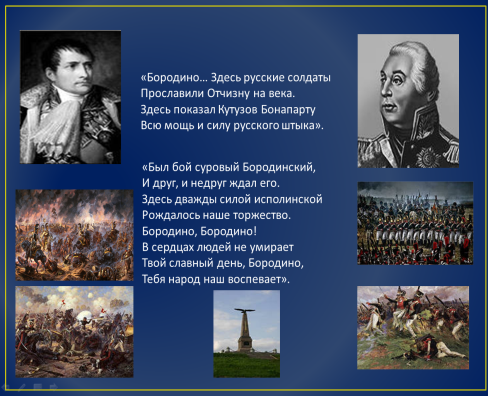 «Бородино… Здесь русские солдаты
Прославили Отчизну на века.
Здесь показал Кутузов Бонапарту
Всю мощь и силу русского штыка».
«Был бой суровый Бородинский,
И друг, и недруг ждал его.
Здесь дважды силой исполинской
Рождалось наше торжество.
Бородино, Бородино!
В сердцах людей не умирает
Твой славный день, Бородино,
Тебя народ наш воспевает».